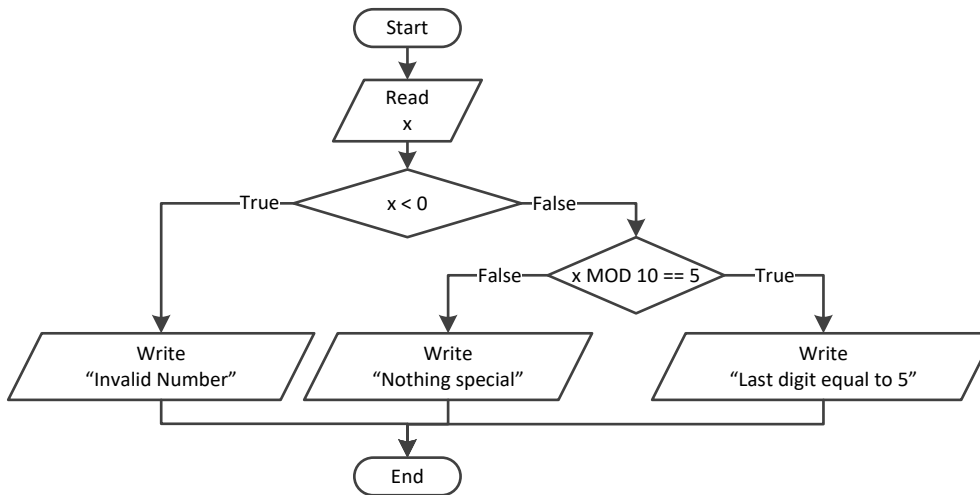 Start
Read
x
True
x < 0
False
False
x MOD 10 == 5
True
Write
“Invalid Number”
Write
“Nothing special”
Write
“Last digit equal to 5”
End